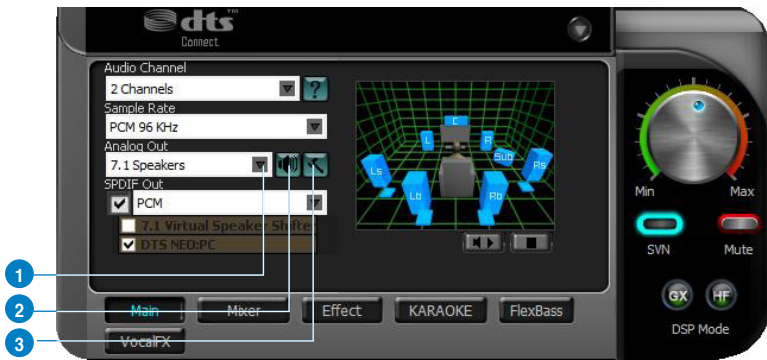 dts™
Connect
Audio Channel
2 Channels
?
Sample Rate
PCM 96 KHz
Analog Out
7.1 Speakers
SPDIF Out
PCM
7.1 Virtual Speaker Shifte
DTS NEO:PC
C
L
R
Sub
Ls
Rs
Lb
Rb
Min
Max
SVN
Mute
GX
HF
DSP Mode
1
2
3
Main
Mixer
Effect
KARAOKE
FlexBass
VocalFX